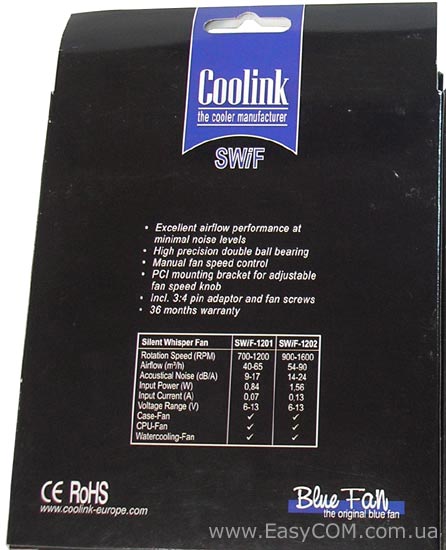 Coolink
the cooler manufacturer
SWiF
• Excellent airflow performance at
minimal noise levels
• High precision double ball bearing
• Manual fan speed control
• PCI mounting bracket for adjustable
fan speed knob
• Incl. 3:4 pin adaptor and fan screws
• 36 months warranty
Silent Whisper Fan SWiF-1201 SWiF-1202
Rotation Speed (RPM) 700-1200 900-1600
Airflow (m³/h) 40-65 54-90
Acoustical Noise (dB/A) 9-17 14-24
Input Power (W) 0,84 1,56
Input Current (A) 0,07 0,13
Voltage Range (V) 6-13 6-13
Case-Fan ✓ ✓
CPU-Fan ✓ ✓
Watercooling-Fan ✓ ✓
CE RoHS
www.coolink-europe.com
Blue Fan
the original blue fan
www.EasyCOM.com.ua